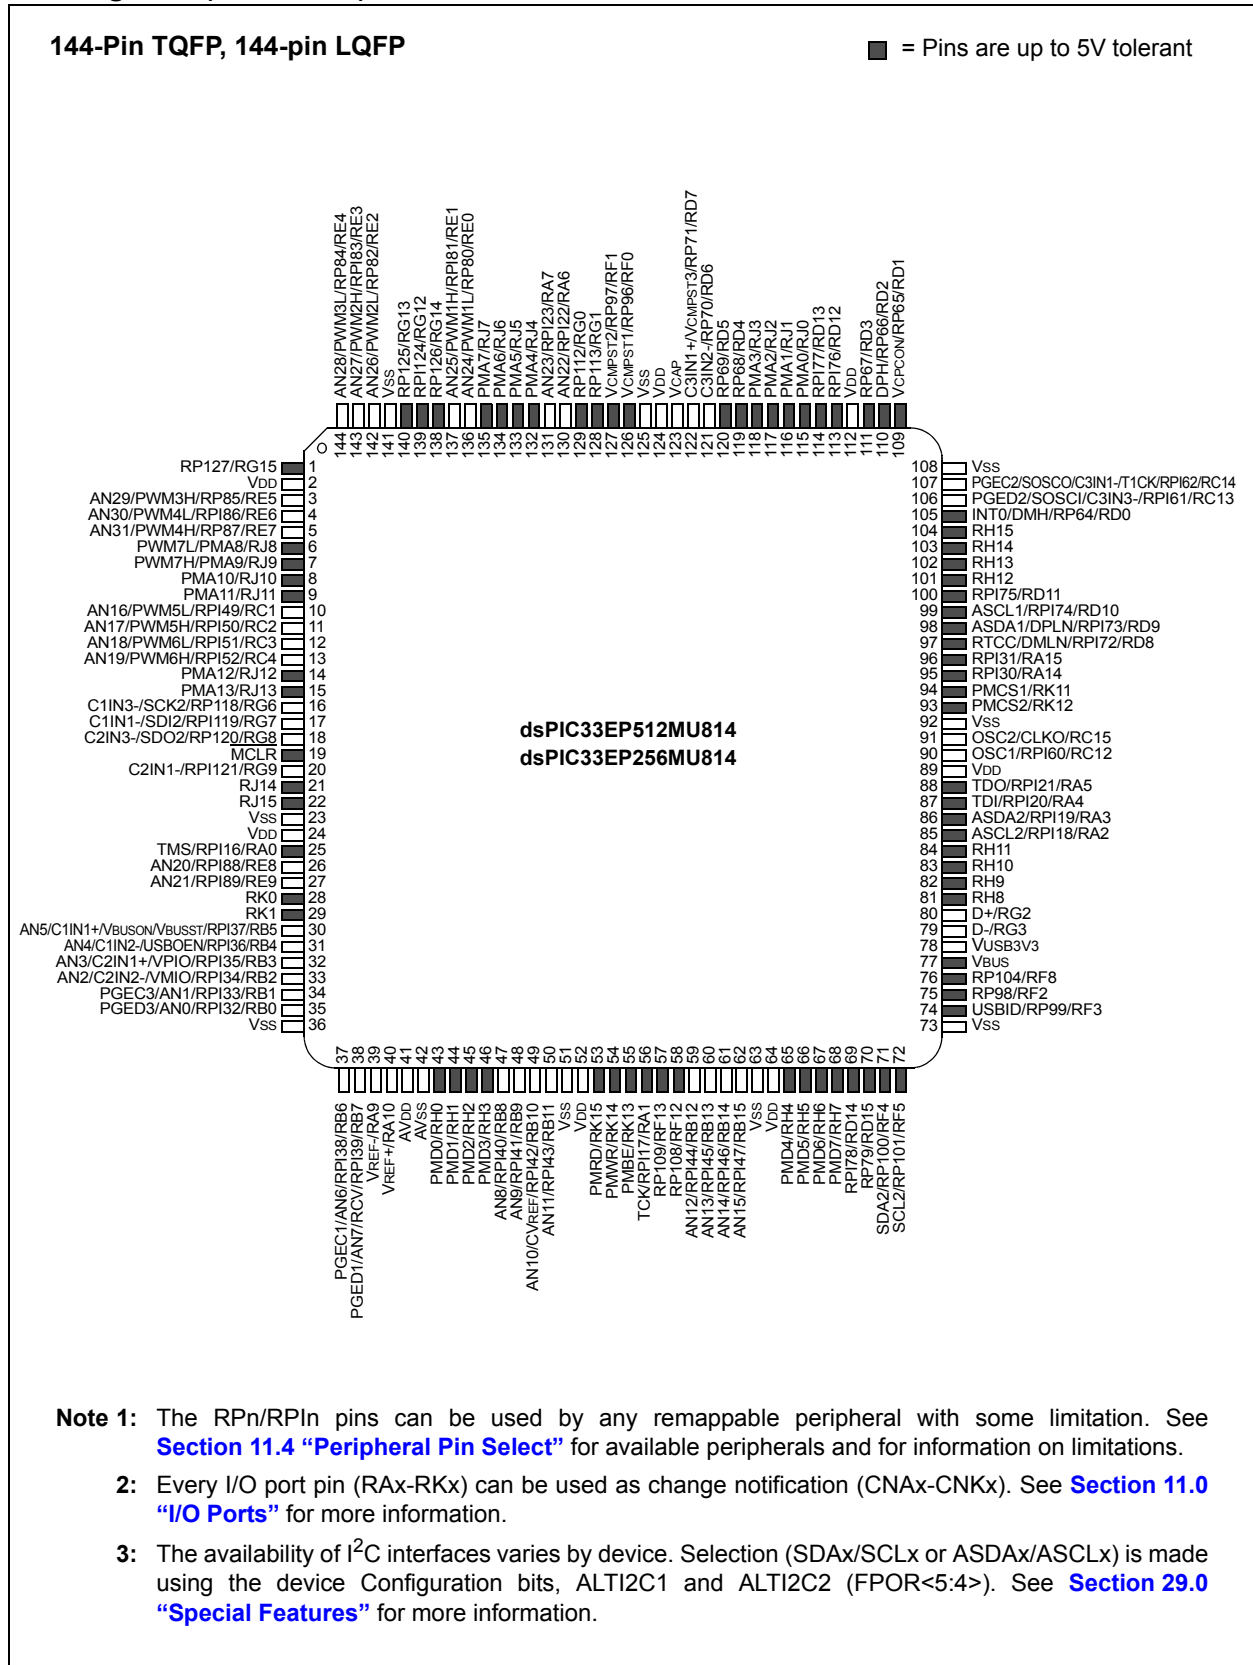 144-Pin TQFP, 144-pin LQFP
= Pins are up to 5V tolerant
AN28/PWM3L/RP84/RE4
AN27/PWM2H/RPI83/RE3
AN26/PWM2L/RP82/RE2
VSS
RP125/RG13
RPI124/RG12
RP126/RG14
AN25/PWM1H/RPI81/RE1
AN24/PWM1L/RP80/RE0
PMA7/RJ7
PMA6/RJ6
PMA5/RJ5
PMA4/RJ4
AN23/RPI23/RA7
AN22/RPI22/RA6
RP112/RG0
RP113/RG1
VCMPST2/RP97/RF1
VCMPST1/RP96/RF0
VSS
VDD
VCAP
C3IN1+/VCMPST3/RP71/RD7
C3IN2-/RP70/RD6
RP69/RD5
RP68/RD4
PMA3/RJ3
PMA2/RJ2
PMA1/RJ1
PMA0/RJ0
RPI77/RD13
RPI76/RD12
VDD
RP67/RD3
DPH/RP66/RD2
VCPCON/RP65/RD1
144 143 142 141 140 139 138 137 136 135 134 133 132 131 130 129 128 127 126 125 124 123 122 121 120 119 118 117 116 115 114 113 112 111 110 109
RP127/RG15 1
VDD 2
AN29/PWM3H/RP85/RE5 3
AN30/PWM4L/RPI86/RE6 4
AN31/PWM4H/RP87/RE7 5
PWM7L/PMA8/RJ8 6
PWM7H/PMA9/RJ9 7
PMA10/RJ10 8
PMA11/RJ11 9
AN16/PWM5L/RPI49/RC1 10
AN17/PWM5H/RPI50/RC2 11
AN18/PWM6L/RPI51/RC3 12
AN19/PWM6H/RPI52/RC4 13
PMA12/RJ12 14
PMA13/RJ13 15
C1IN3-/SCK2/RP118/RG6 16
C1IN1-/SDI2/RPI119/RG7 17
C2IN3-/SDO2/RP120/RG8 18
MCLR 19
C2IN1-/RPI121/RG9 20
RJ14 21
RJ15 22
VSS 23
VDD 24
TMS/RPI16/RA0 25
AN20/RPI88/RE8 26
AN21/RPI89/RE9 27
RK0 28
RK1 29
AN5/C1IN1+/VBUSON/VBUSST/RPI37/RB5 30
AN4/C1IN2-/USBOEN/RPI36/RB4 31
AN3/C2IN1+/VPIO/RPI35/RB3 32
AN2/C2IN2-/VMIO/RPI34/RB2 33
PGEC3/AN1/RPI33/RB1 34
PGED3/AN0/RPI32/RB0 35
VSS 36
dsPIC33EP512MU814
dsPIC33EP256MU814
108 VSS
107 PGEC2/SOSCO/C3IN1-/T1CK/RPI62/RC14
106 PGED2/SOSCI/C3IN3-/RPI61/RC13
105 INT0/DMH/RP64/RD0
104 RH15
103 RH14
102 RH13
101 RH12
100 RPI75/RD11
99 ASCL1/RPI74/RD10
98 ASDA1/DPLN/RPI73/RD9
97 RTCC/DMLN/RPI72/RD8
96 RPI31/RA15
95 RPI30/RA14
94 PMCS1/RK11
93 PMCS2/RK12
92 VSS
91 OSC2/CLKO/RC15
90 OSC1/RPI60/RC12
89 VDD
88 TDO/RPI21/RA5
87 TDI/RPI20/RA4
86 ASDA2/RPI19/RA3
85 ASCL2/RPI18/RA2
84 RH11
83 RH10
82 RH9
81 RH8
80 D+/RG2
79 D-/RG3
78 VUSB3V3
77 VBUS
76 RP104/RF8
75 RP98/RF2
74 USBID/RP99/RF3
73 VSS
37 38 39 40 41 42 43 44 45 46 47 48 49 50 51 52 53 54 55 56 57 58 59 60 61 62 63 64 65 66 67 68 69 70 71 72
PGEC1/AN6/RPI38/RB6
PGED1/AN7/RCV/RPI39/RB7
VREF-/RA9
VREF+/RA10
AVDD
AVSS
PMD0/RH0
PMD1/RH1
PMD2/RH2
PMD3/RH3
AN8/RPI40/RB8
AN9/RPI41/RB9
AN10/CVREF/RPI42/RB10
AN11/RPI43/RB11
VSS
VDD
PMRD/RK15
PMWR/RK14
PMBE/RK13
TCK/RPI17/RA1
RP109/RF13
RP108/RF12
AN12/RPI44/RB12
AN13/RPI45/RB13
AN14/RPI46/RB14
AN15/RPI47/RB15
VSS
VDD
PMD4/RH4
PMD5/RH5
PMD6/RH6
PMD7/RH7
RPI78/RD14
RP79/RD15
SDA2/RP100/RF4
SCL2/RP101/RF5
Note 1: The RPn/RPIn pins can be used by any remappable peripheral with some limitation. See
Section 11.4 “Peripheral Pin Select” for available peripherals and for information on limitations.
2: Every I/O port pin (RAx-RKx) can be used as change notification (CNAx-CNKx). See Section 11.0
“I/O Ports” for more information.
3: The availability of I2C interfaces varies by device. Selection (SDAx/SCLx or ASDAx/ASCLx) is made
using the device Configuration bits, ALTI2C1 and ALTI2C2 (FPOR<5:4>). See Section 29.0
“Special Features” for more information.